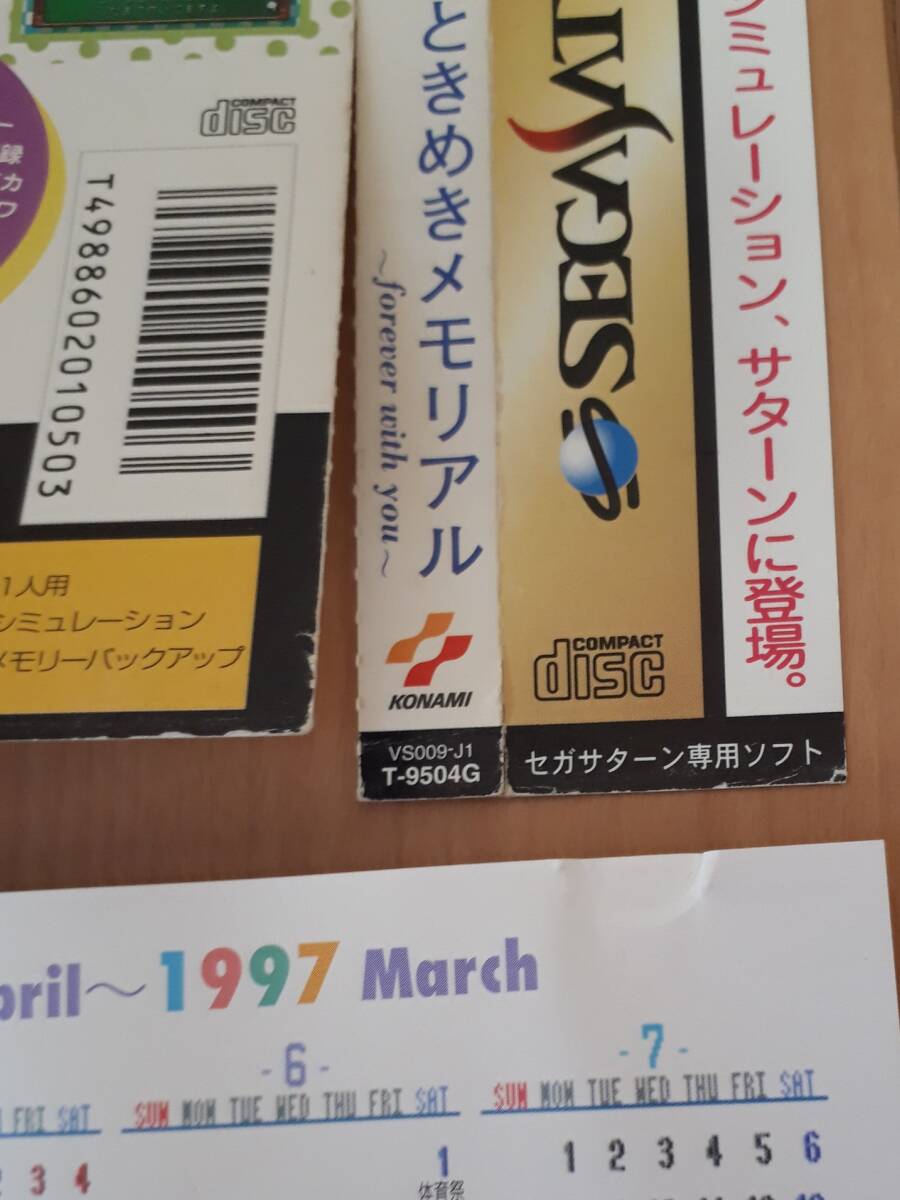 COMPACT
disc
録
カ
ワ
T4988602010503
1人用
シミュレーション
メモリーバックアップ
ときめきメモリアル
~forever with you~
KONAMI
VS009-J1
T-9504G
COMPACT
disc
セガサターン専用ソフト
ミュレーション、サターンに登場。
pril～1997 March
-6-
SUN MON TUE WED THU FRI SAT
1
体育祭
-7-
SUN MON TUE WED THU FRI SAT
1 2 3 4 5 6
FRI SAT
3 4